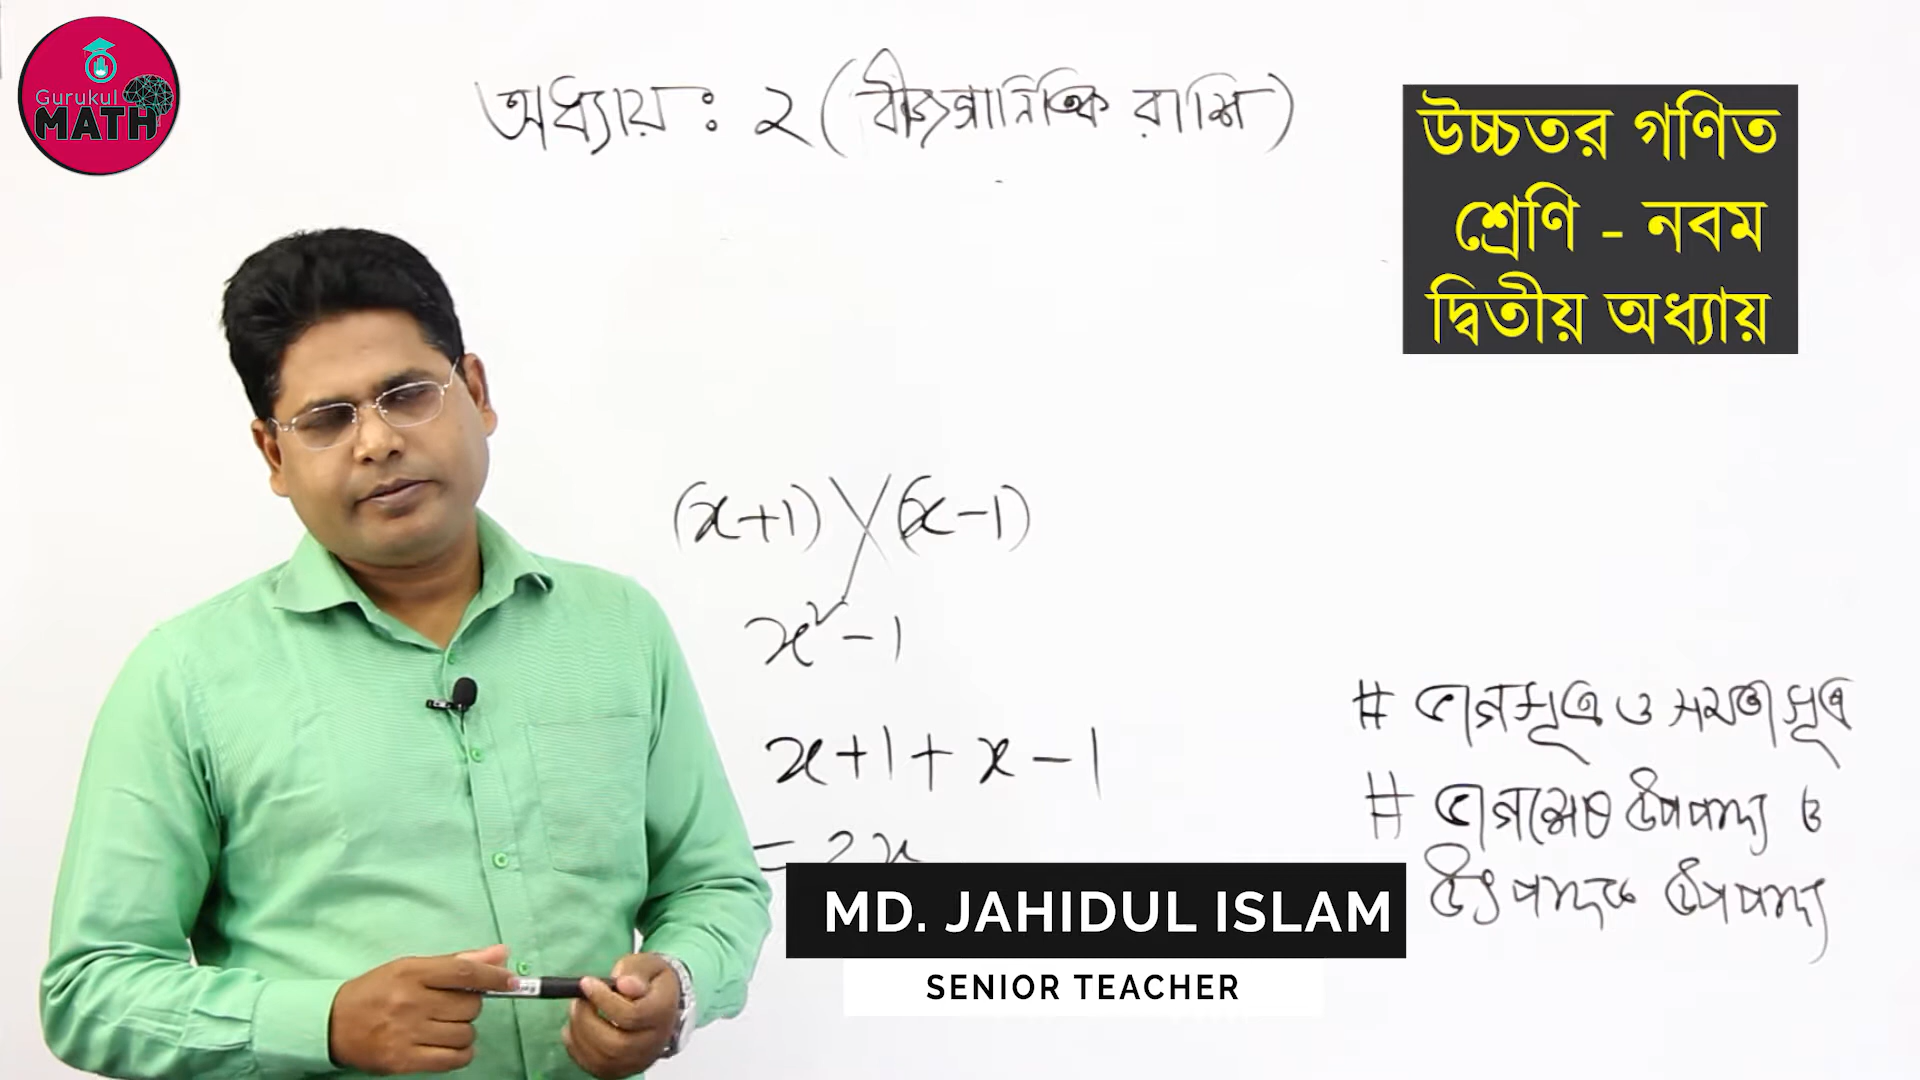 Gurukul
MATH
অধ্যায় : ২ ( বীজগাণিতিক রাশি )
উচ্চতর গণিত
শ্রেণি - নবম
দ্বিতীয় অধ্যায়
(x+1) (x-1)
x² - 1
x+1 + x - 1
= 2x
# ভাগসূত্র ও সমতা সূত্র
# ভাগশেষ উপপাদ্য ও
উৎপাদক উপপাদ্য
MD. JAHIDUL ISLAM
SENIOR TEACHER